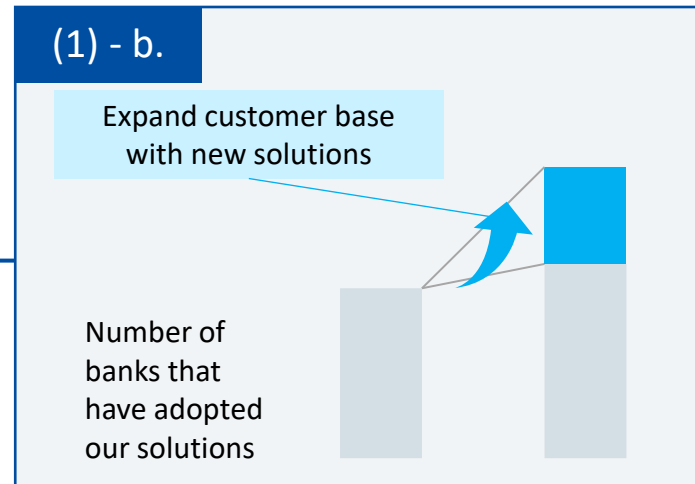 (1) - b.
Expand customer base
with new solutions
Number of
banks that
have adopted
our solutions